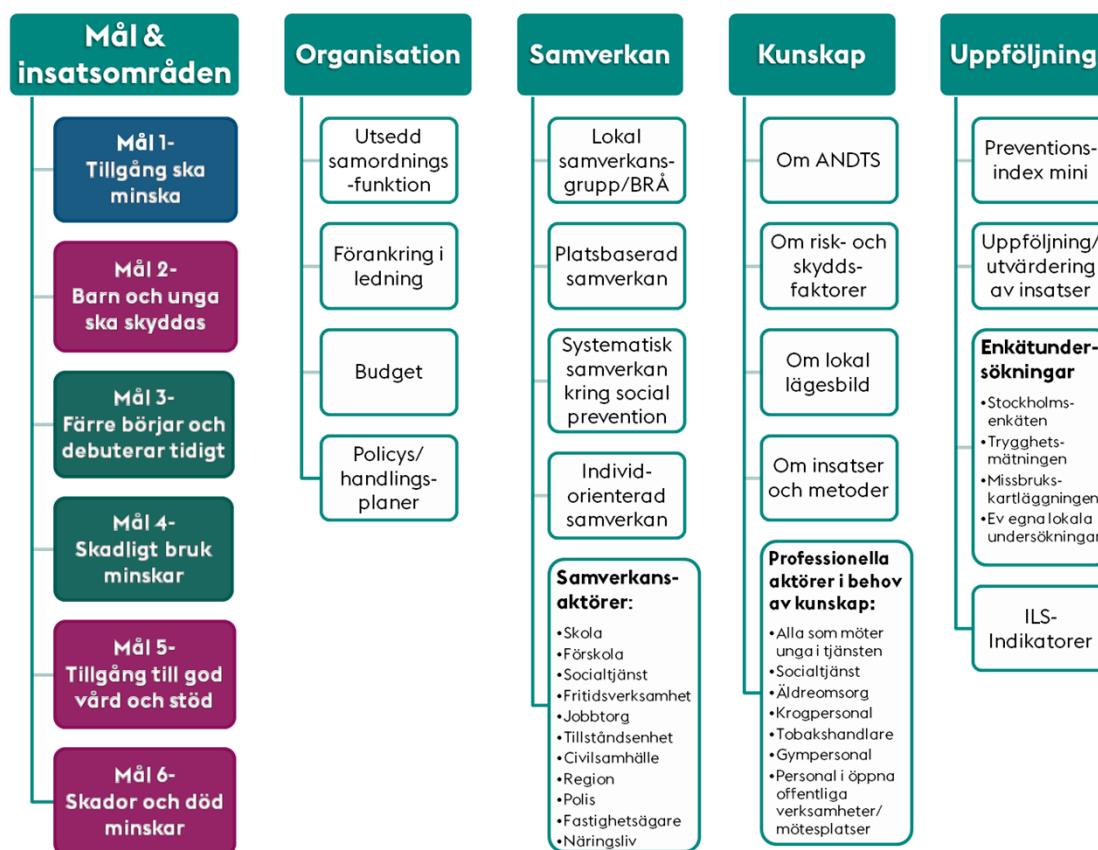 Mål &
insatsområden
Mål 1-
Tillgång ska
minska
Mål 2-
Barn och unga
ska skyddas
Mål 3-
Färre börjar och
debuterar tidigt
Mål 4-
Skadligt bruk
minskar
Mål 5-
Tillgång till god
vård och stöd
Mål 6-
Skador och död
minskar
Organisation
Utsedd
samordnings
-funktion
Förankring i
ledning
Budget
Policys/
handlings-
planer
Samverkan
Lokal
samverkans-
grupp/BRÅ
Platsbaserad
samverkan
Systematisk
samverkan
kring social
prevention
Individ-
orienterad
samverkan
Samverkans-
aktörer:
•Skola
•Förskola
•Socialtjänst
•Fritidsverksamhet
•Jobbtorg
•Tillståndsenhet
•Civilsamhälle
•Region
•Polis
•Fastighetsägare
•Näringsliv
Kunskap
Om ANDTS
Om risk- och
skydds-
faktorer
Om lokal
lägesbild
Om insatser
och metoder
Professionella
aktörer i behov
av kunskap:
•Alla som möter
unga i tjänsten
•Socialtjänst
•Äldreomsorg
•Krogpersonal
•Tobakshandlare
•Gympersonal
•Personal i öppna
offentliga
verksamheter/
mötesplatser
Uppföljning
Preventions-
index mini
Uppföljning/
utvärdering
av insatser
Enkätunder-
sökningar
•Stockholms-
enkäten
•Trygghets-
mätningen
•Missbruks-
kartläggningen
•Ev egna lokala
undersökningar
ILS-
Indikatorer